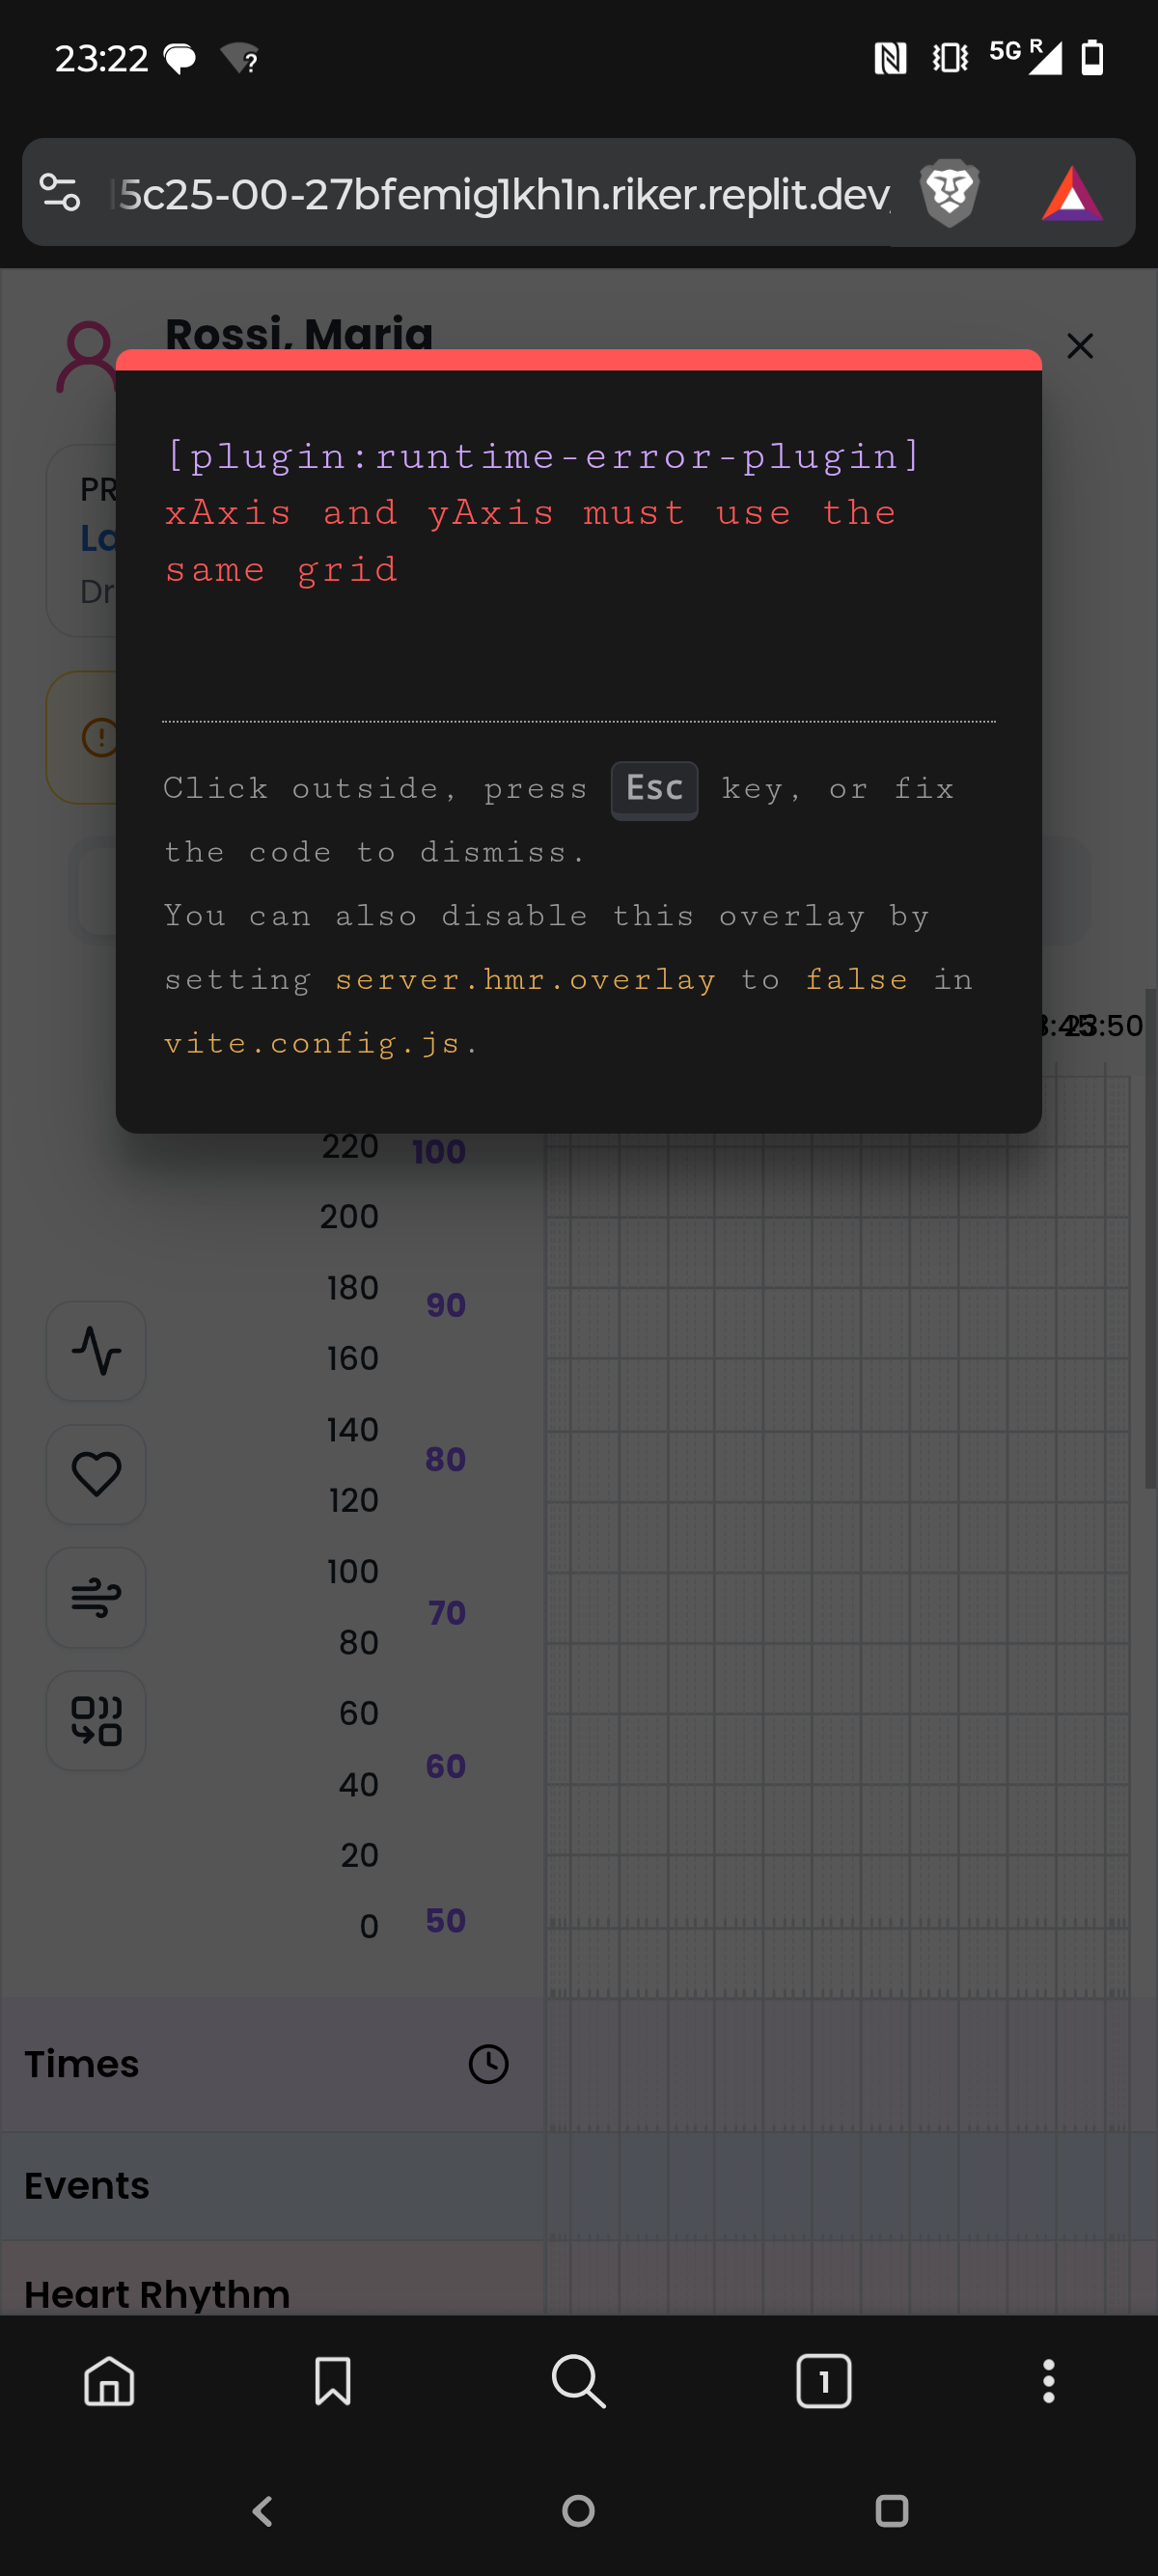 23:22
5G R
5c25-00-27bfemig1kh1n.riker.replit.dev
Rossi, Maria
[plugin:runtime-error-plugin]
xAxis and yAxis must use the
same grid
PR
Dr
Click outside, press Esc key, or fix
the code to dismiss.
You can also disable this overlay by
setting server.hmr.overlay to false in
vite.config.js.
23:50
220 100
200
180 90
160
140 80
120
100 70
80
60 60
40
20
0 50
Times
Events
Heart Rhythm
1